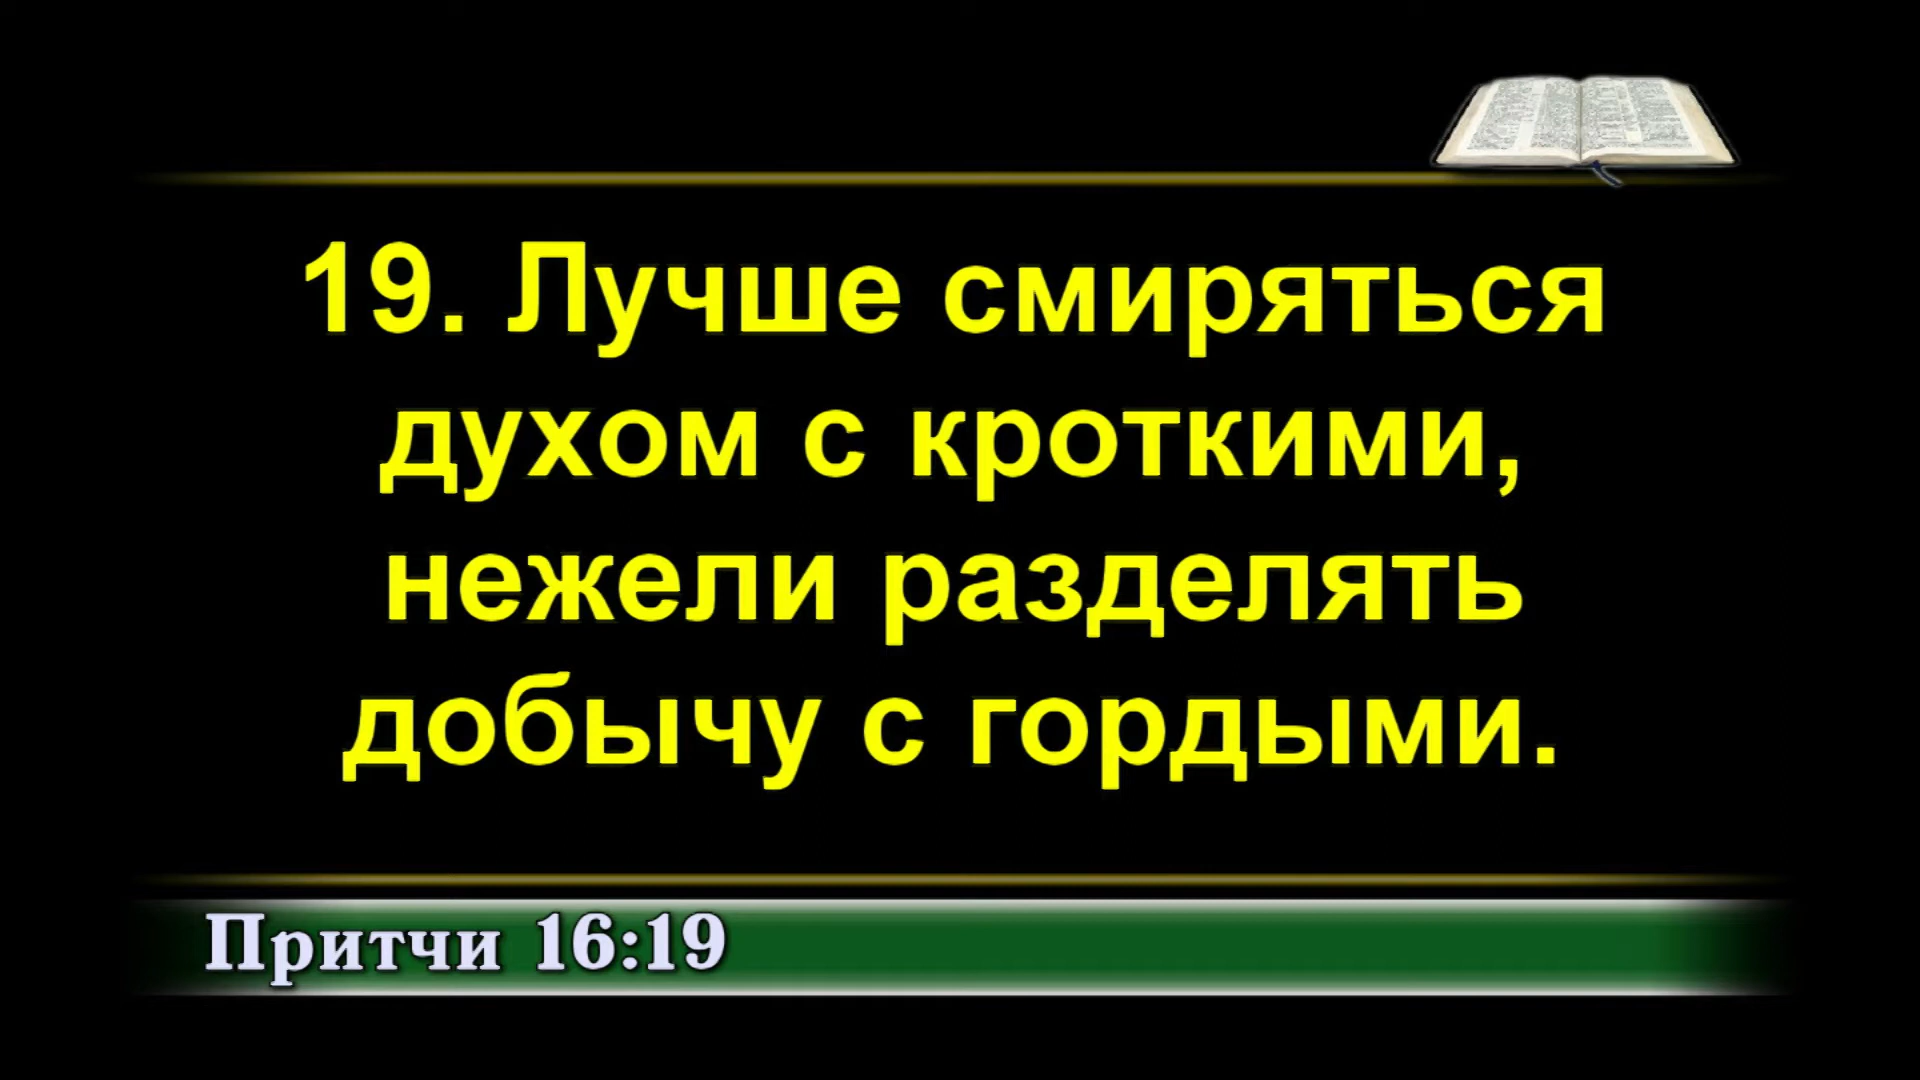 19. Лучше смиряться
духом с кроткими,
нежели разделять
добычу с гордыми.
Притчи 16:19